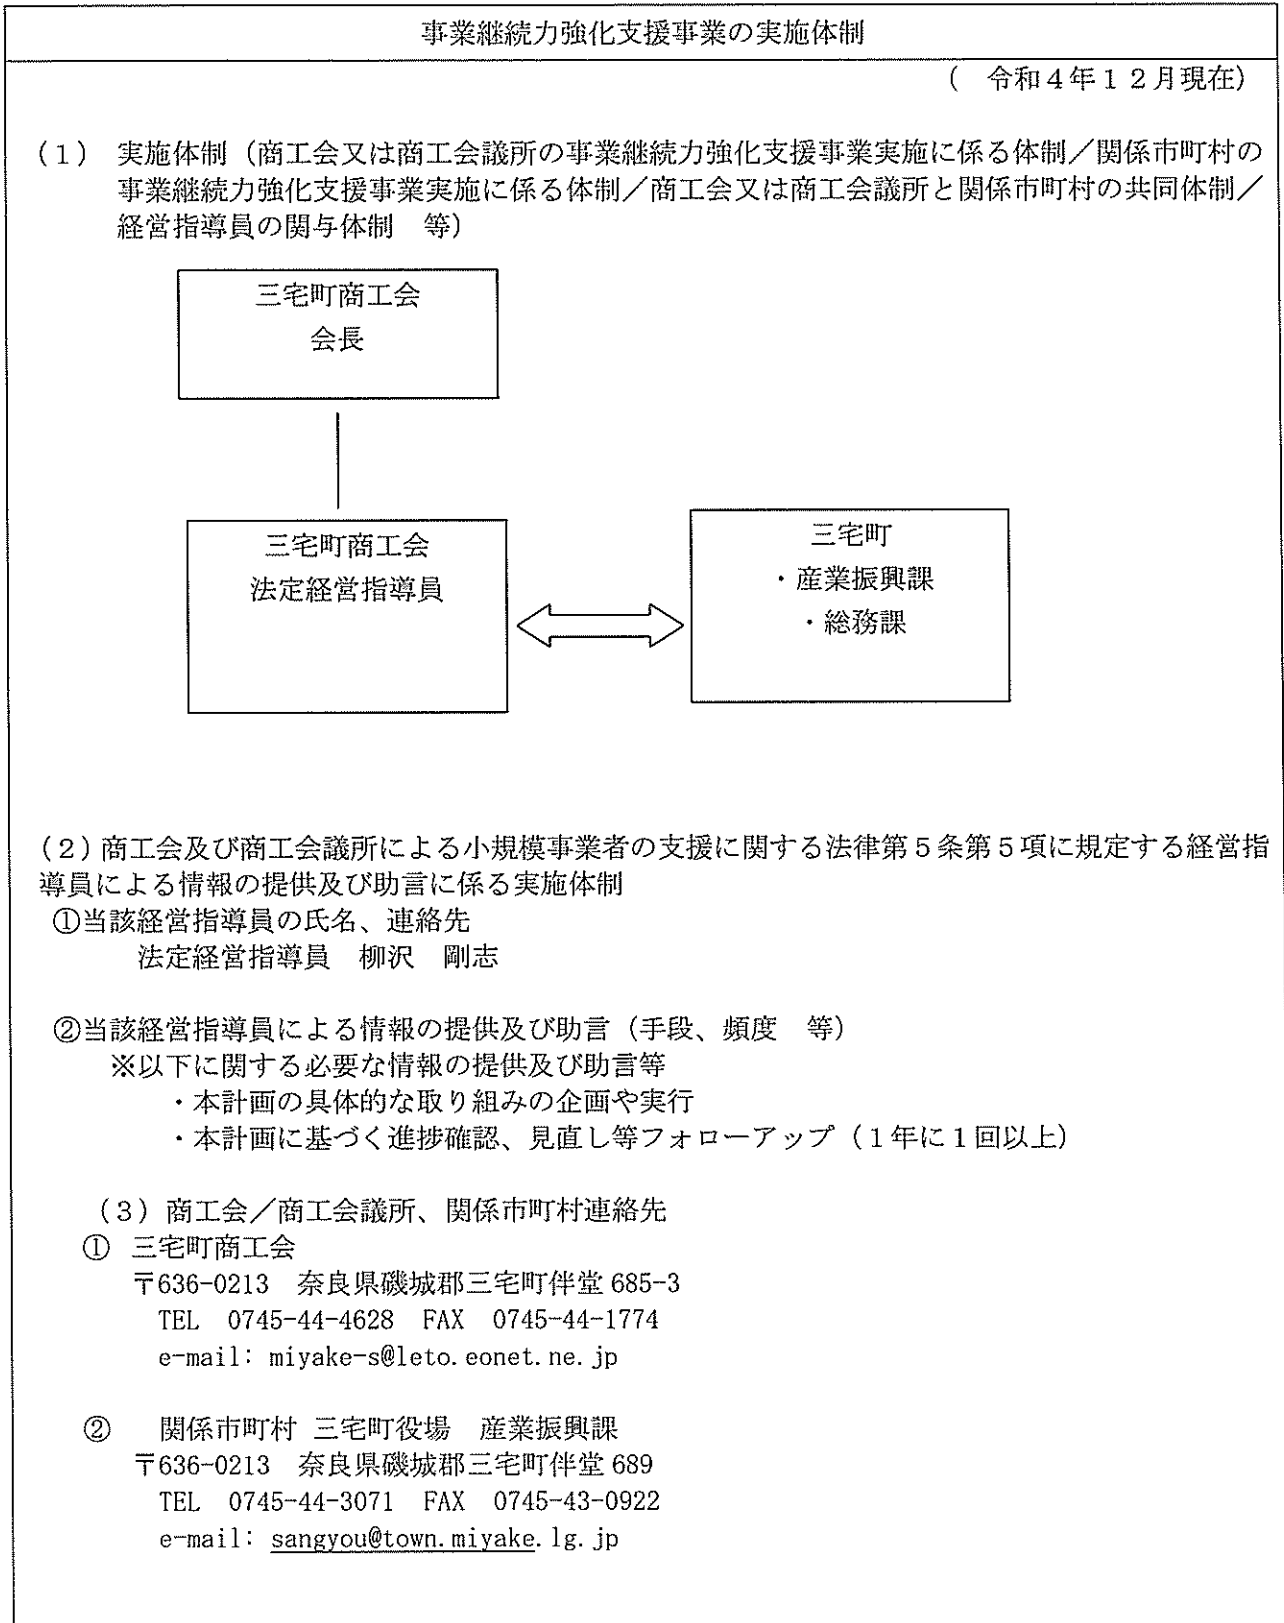 事業継続力強化支援事業の実施体制
(　令和4年12月現在)
(1)　実施体制（商工会又は商工会議所の事業継続力強化支援事業実施に係る体制／関係市町村の
事業継続力強化支援事業実施に係る体制／商工会又は商工会議所と関係市町村の共同体制／
経営指導員の関与体制　等）
三宅町商工会
会長
三宅町商工会
法定経営指導員
三宅町
・産業振興課
・総務課
(2)商工会及び商工会議所による小規模事業者の支援に関する法律第5条第5項に規定する経営指
導員による情報の提供及び助言に係る実施体制
①当該経営指導員の氏名、連絡先
法定経営指導員　柳沢　剛志
②当該経営指導員による情報の提供及び助言（手段、頻度　等）
※以下に関する必要な情報の提供及び助言等
・本計画の具体的な取り組みの企画や実行
・本計画に基づく進捗確認、見直し等フォローアップ（1年に1回以上）
(3)商工会／商工会議所、関係市町村連絡先
①　三宅町商工会
〒636-0213　奈良県磯城郡三宅町伴堂 685-3
TEL　0745-44-4628　FAX　0745-44-1774
e-mail: miyake-s@leto.eonet.ne.jp
②　関係市町村 三宅町役場　産業振興課
〒636-0213　奈良県磯城郡三宅町伴堂 689
TEL　0745-44-3071　FAX　0745-43-0922
e-mail: sangyou@town.miyake.lg.jp